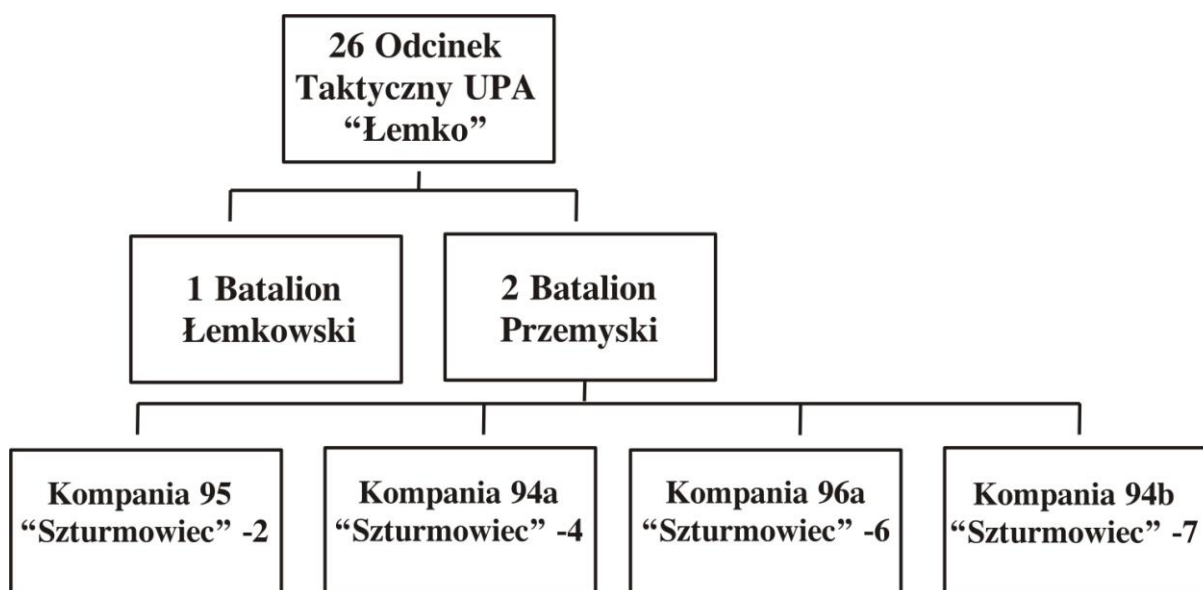 26 Odcinek
Taktyczny UPA
“Łemko”
1 Batalion
Łemkowski
2 Batalion
Przemyski
Kompania 95
“Szturmowiec” -2
Kompania 94a
“Szturmowiec” -4
Kompania 96a
“Szturmowiec” -6
Kompania 94b
“Szturmowiec” -7